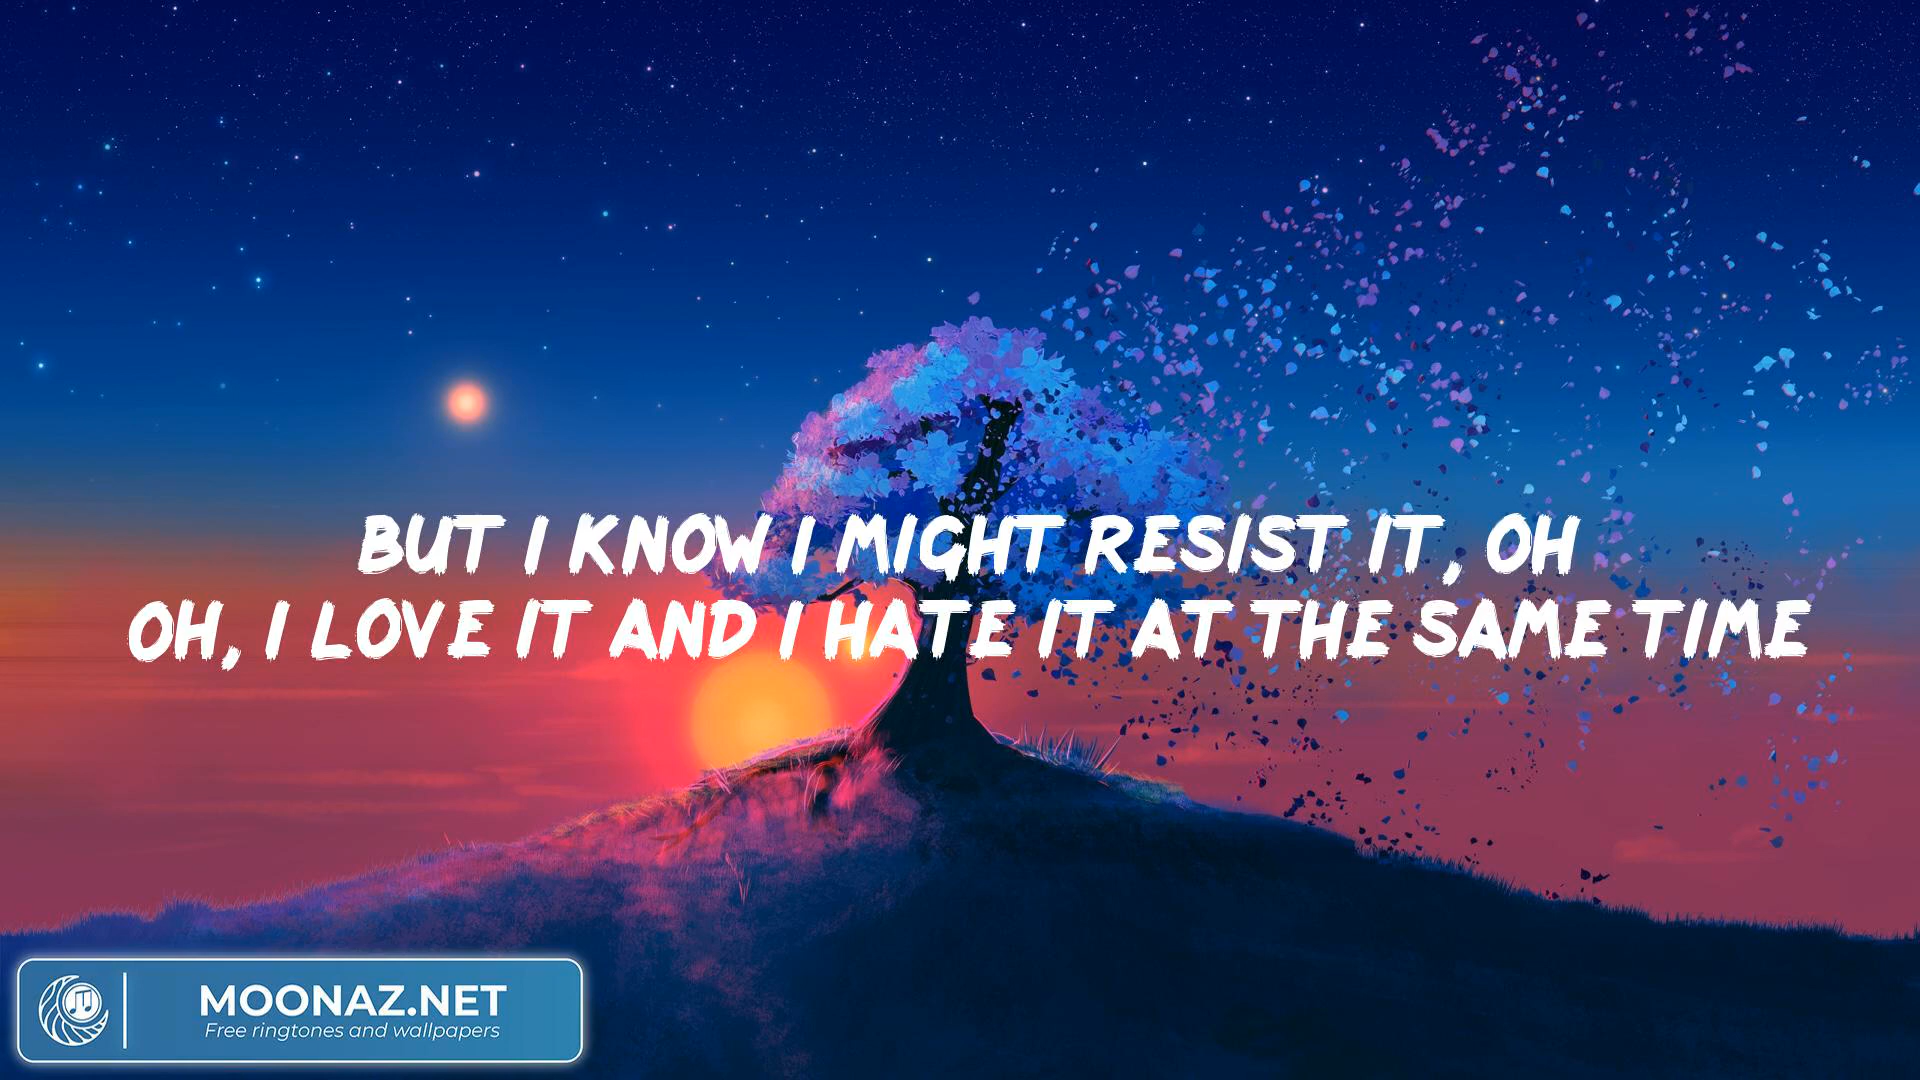 BUT I KNOW I MIGHT RESIST IT, OH
OH, I LOVE IT AND I HATE IT AT THE SAME TIME
MOONAZ.NET
Free ringtones and wallpapers